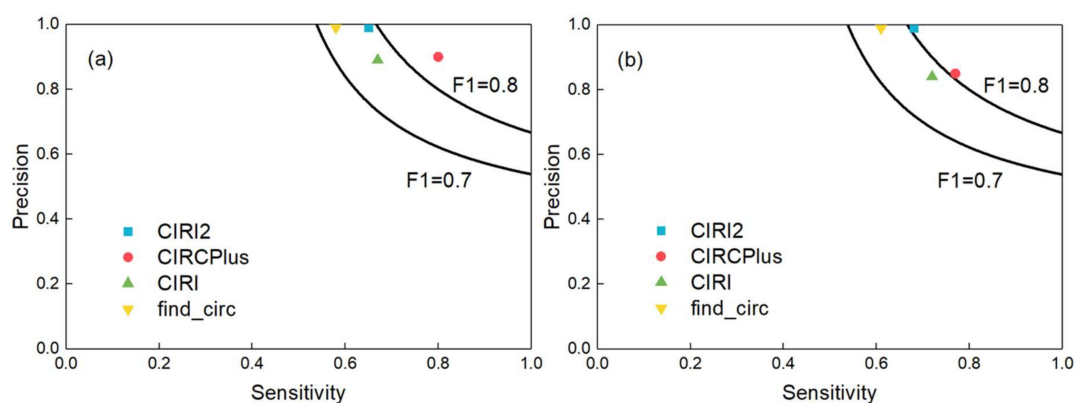 (a)
1.0
0.8
0.6
0.4
0.2
0.0
Precision
F1=0.8
F1=0.7
CIRI2
CIRCPlus
CIRI
find_circ
0.0 0.2 0.4 0.6 0.8 1.0
Sensitivity
(b)
1.0
0.8
0.6
0.4
0.2
0.0
Precision
F1=0.8
F1=0.7
CIRI2
CIRCPlus
CIRI
find_circ
0.0 0.2 0.4 0.6 0.8 1.0
Sensitivity